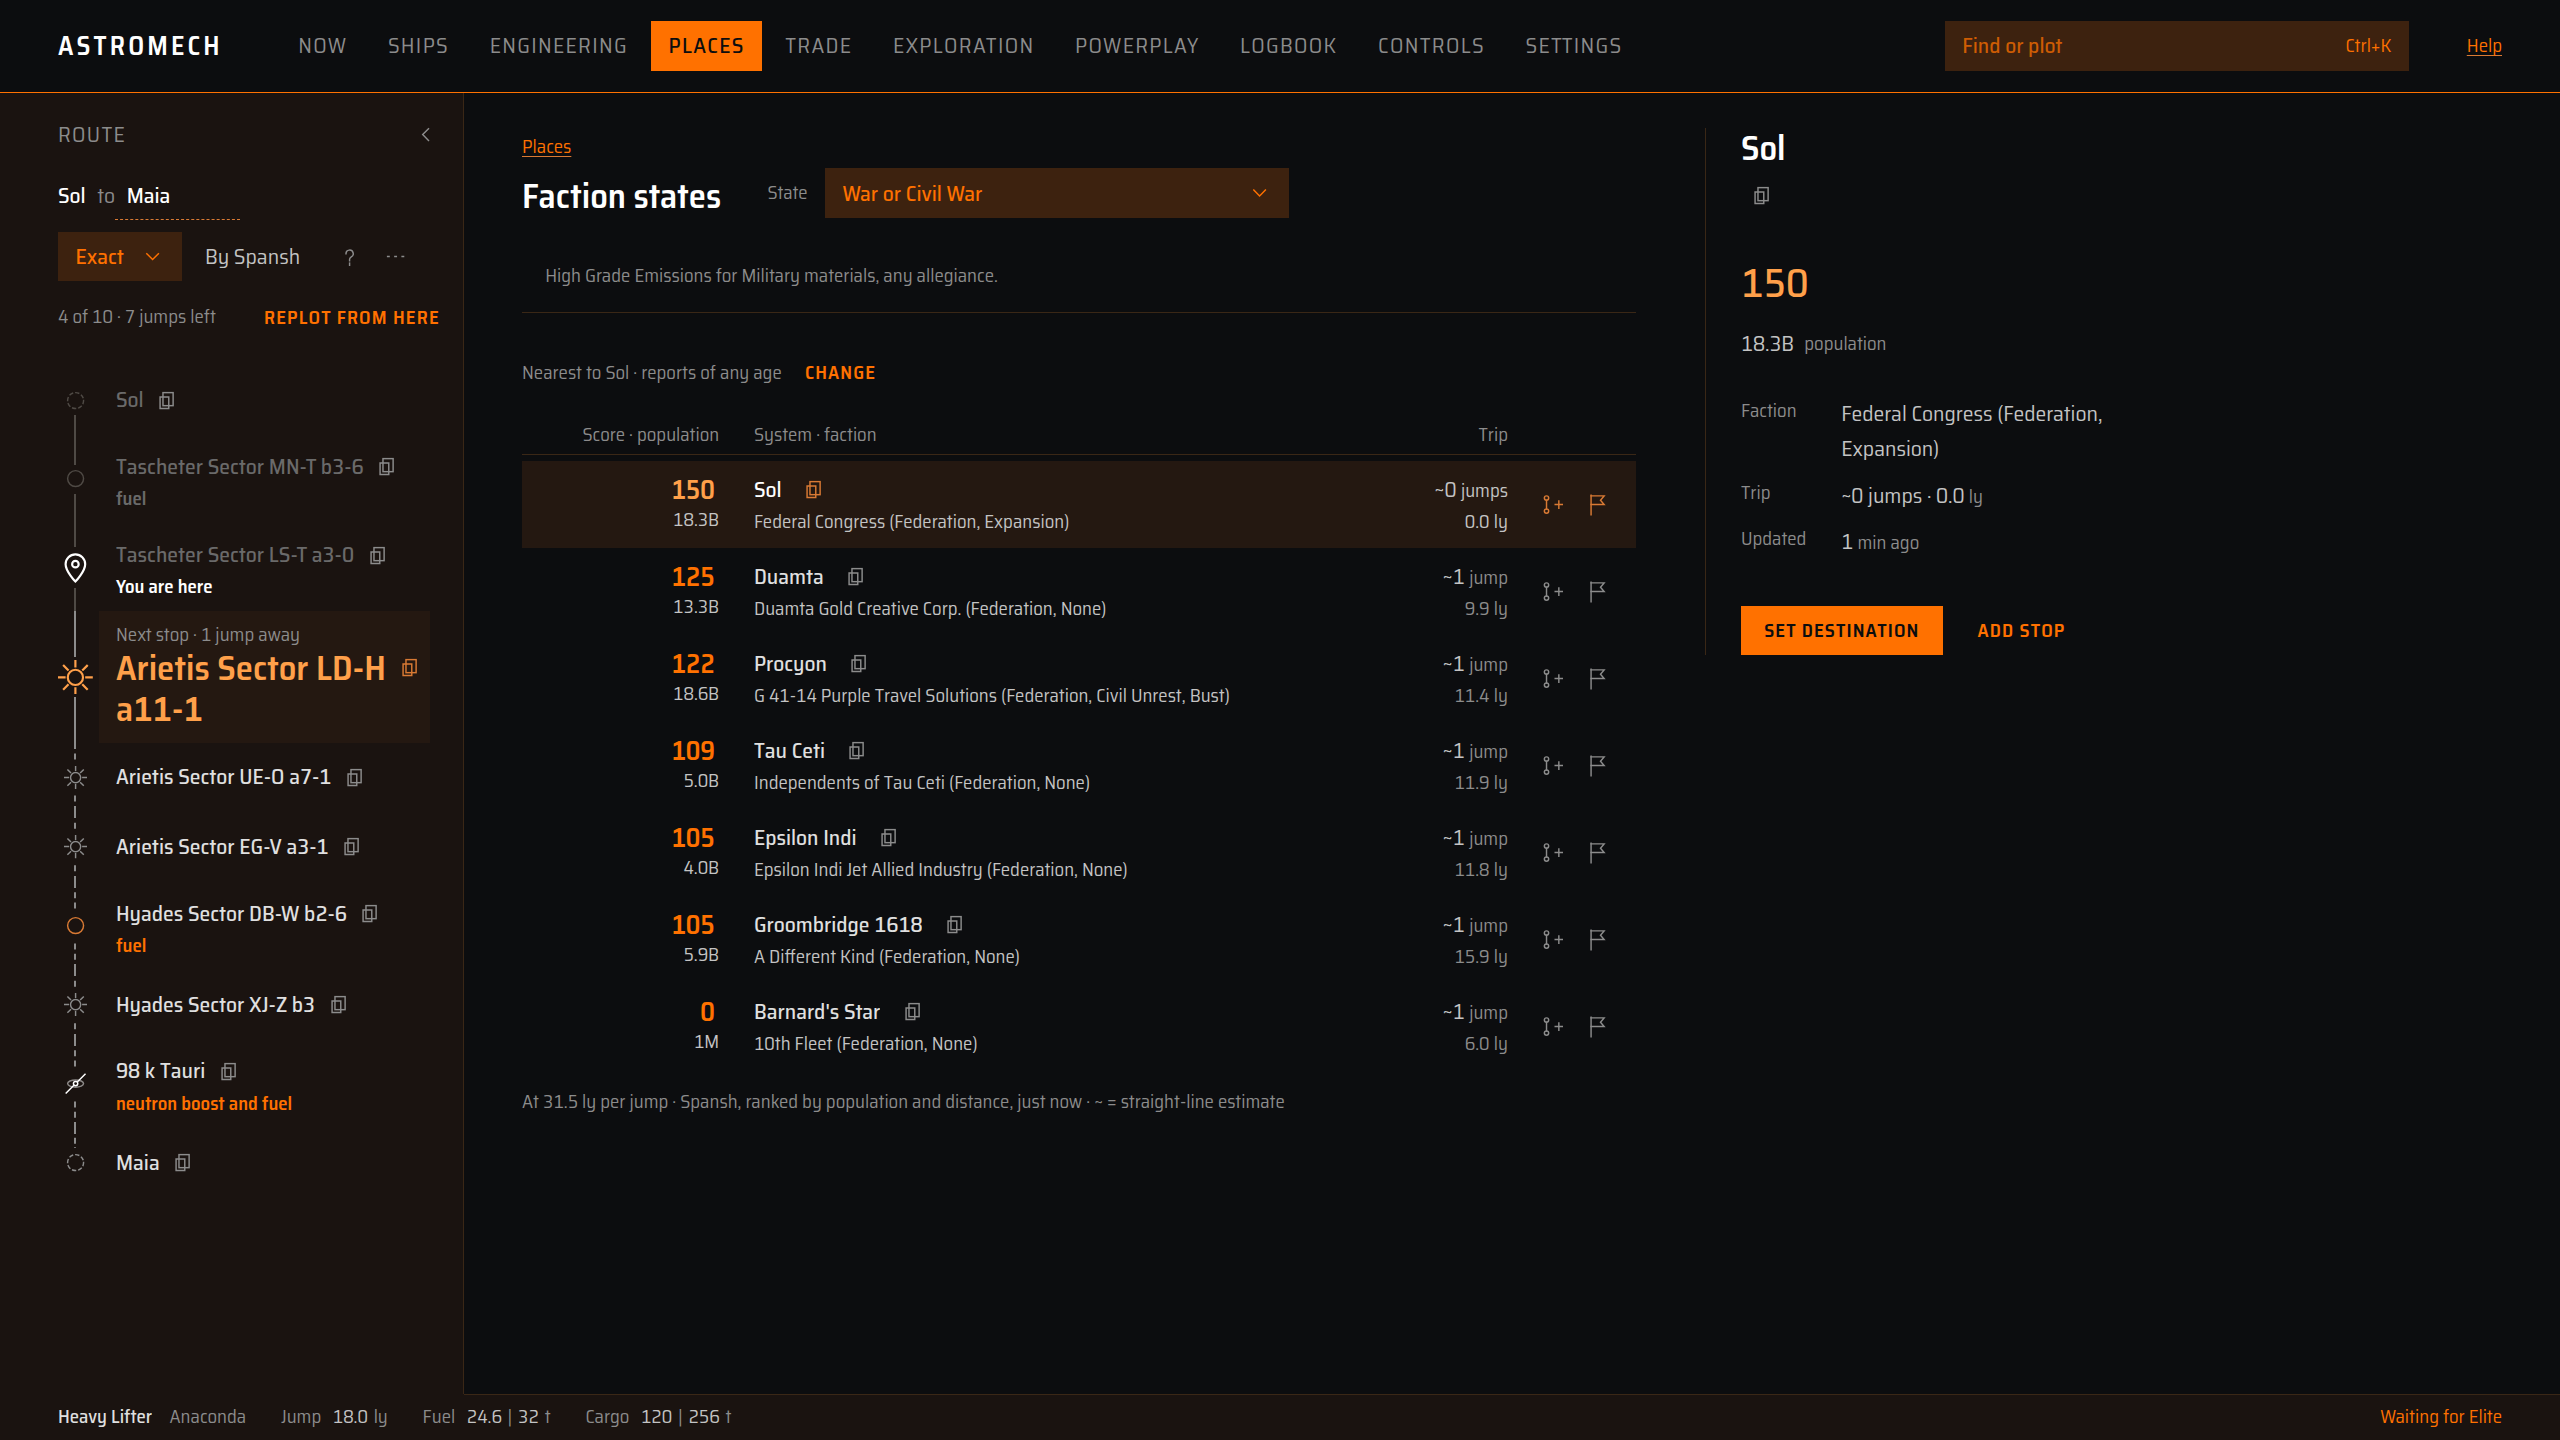 ASTROMECH
NOW SHIPS ENGINEERING PLACES TRADE EXPLORATION POWERPLAY LOGBOOK CONTROLS SETTINGS
Find or plot Ctrl+K
Help
ROUTE
Sol to Maia
Exact By Spansh ? ···
4 of 10 · 7 jumps left REPLOT FROM HERE
Sol
Tascheter Sector MN-T b3-6
fuel
Tascheter Sector LS-T a3-0
You are here
Next stop · 1 jump away
Arietis Sector LD-H
a11-1
Arietis Sector UE-O a7-1
Arietis Sector EG-V a3-1
Hyades Sector DB-W b2-6
fuel
Hyades Sector XJ-Z b3
98 k Tauri
neutron boost and fuel
Maia
Places
Faction states State War or Civil War
High Grade Emissions for Military materials, any allegiance.
Nearest to Sol · reports of any age CHANGE
Score · population System · faction Trip
150 Sol ~0 jumps
18.3B Federal Congress (Federation, Expansion) 0.0 ly
125 Duamta ~1 jump
13.3B Duamta Gold Creative Corp. (Federation, None) 9.9 ly
122 Procyon ~1 jump
18.6B G 41-14 Purple Travel Solutions (Federation, Civil Unrest, Bust) 11.4 ly
109 Tau Ceti ~1 jump
5.0B Independents of Tau Ceti (Federation, None) 11.9 ly
105 Epsilon Indi ~1 jump
4.0B Epsilon Indi Jet Allied Industry (Federation, None) 11.8 ly
105 Groombridge 1618 ~1 jump
5.9B A Different Kind (Federation, None) 15.9 ly
0 Barnard's Star ~1 jump
1M 10th Fleet (Federation, None) 6.0 ly
At 31.5 ly per jump · Spansh, ranked by population and distance, just now · ~ = straight-line estimate
Sol
150
18.3B population
Faction Federal Congress (Federation,
Expansion)
Trip ~0 jumps · 0.0 ly
Updated 1 min ago
SET DESTINATION ADD STOP
Heavy Lifter Anaconda Jump 18.0 ly Fuel 24.6 | 32 t Cargo 120 | 256 t
Waiting for Elite